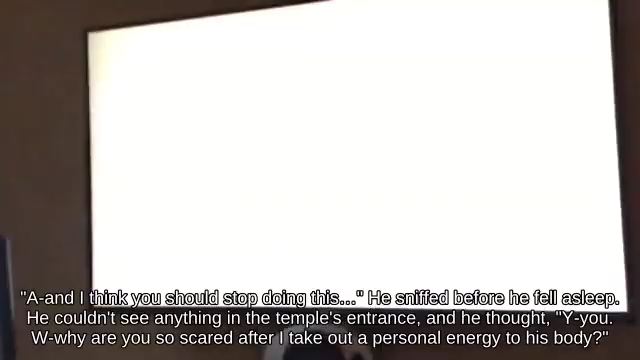 "A-and I think you should stop doing this..." He sniffed before he fell asleep.
He couldn't see anything in the temple's entrance, and he thought, "Y-you.
W-why are you so scared after I take out a personal energy to his body?"